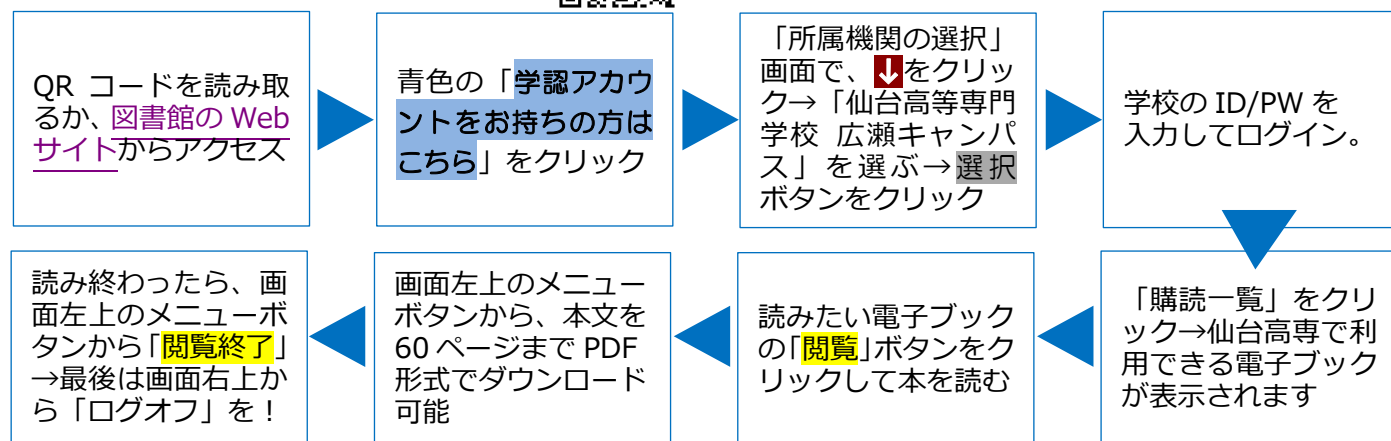 QR コードを読み取
るか、図書館の Web
サイトからアクセス
青色の「学認アカウ
ントをお持ちの方は
こちら」をクリック
「所属機関の選択」
画面で、↓をクリッ
ク→「仙台高等専門
学校 広瀬キャンパ
ス」を選ぶ→選択
ボタンをクリック
学校の ID/PW を
入力してログイン。
「購読一覧」をクリ
ック→仙台高専で利
用できる電子ブック
が表示されます
読みたい電子ブック
の「閲覧」ボタンをク
リックして本を読む
画面左上のメニュー
ボタンから、本文を
60 ページまで PDF
形式でダウンロード
可能
読み終わったら、画
面左上のメニューボ
タンから「閲覧終了」
→最後は画面右上か
ら「ログオフ」を！